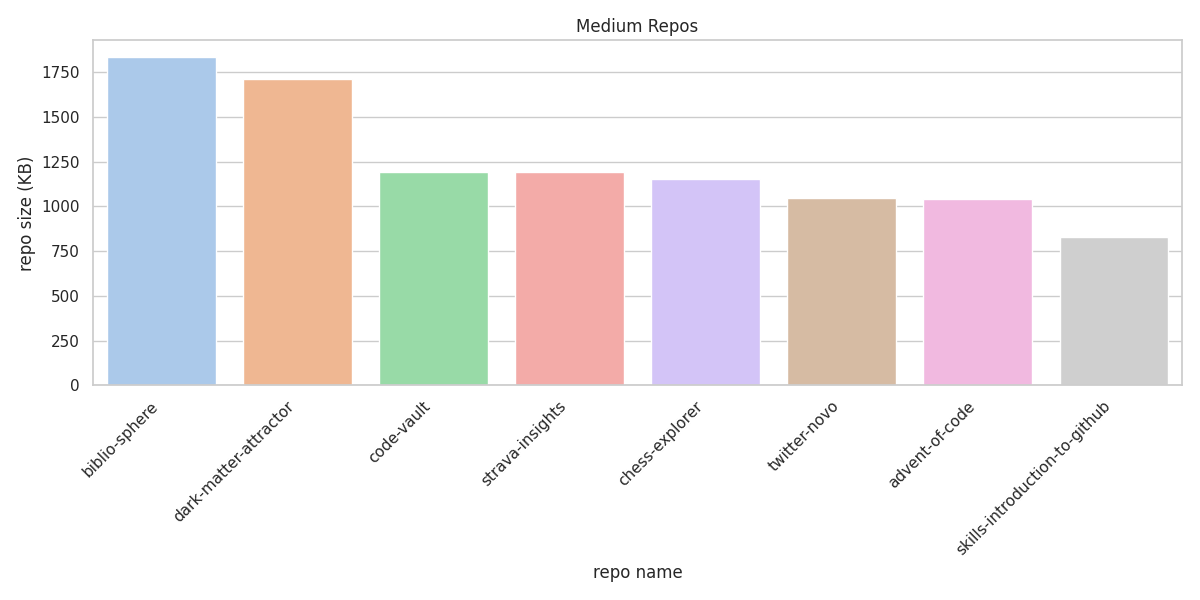 Medium Repos
repo size (KB)
1750
1500
1250
1000
750
500
250
0
biblio-sphere
dark-matter-attractor
code-vault
strava-insights
chess-explorer
twitter-novo
advent-of-code
skills-introduction-to-github
repo name